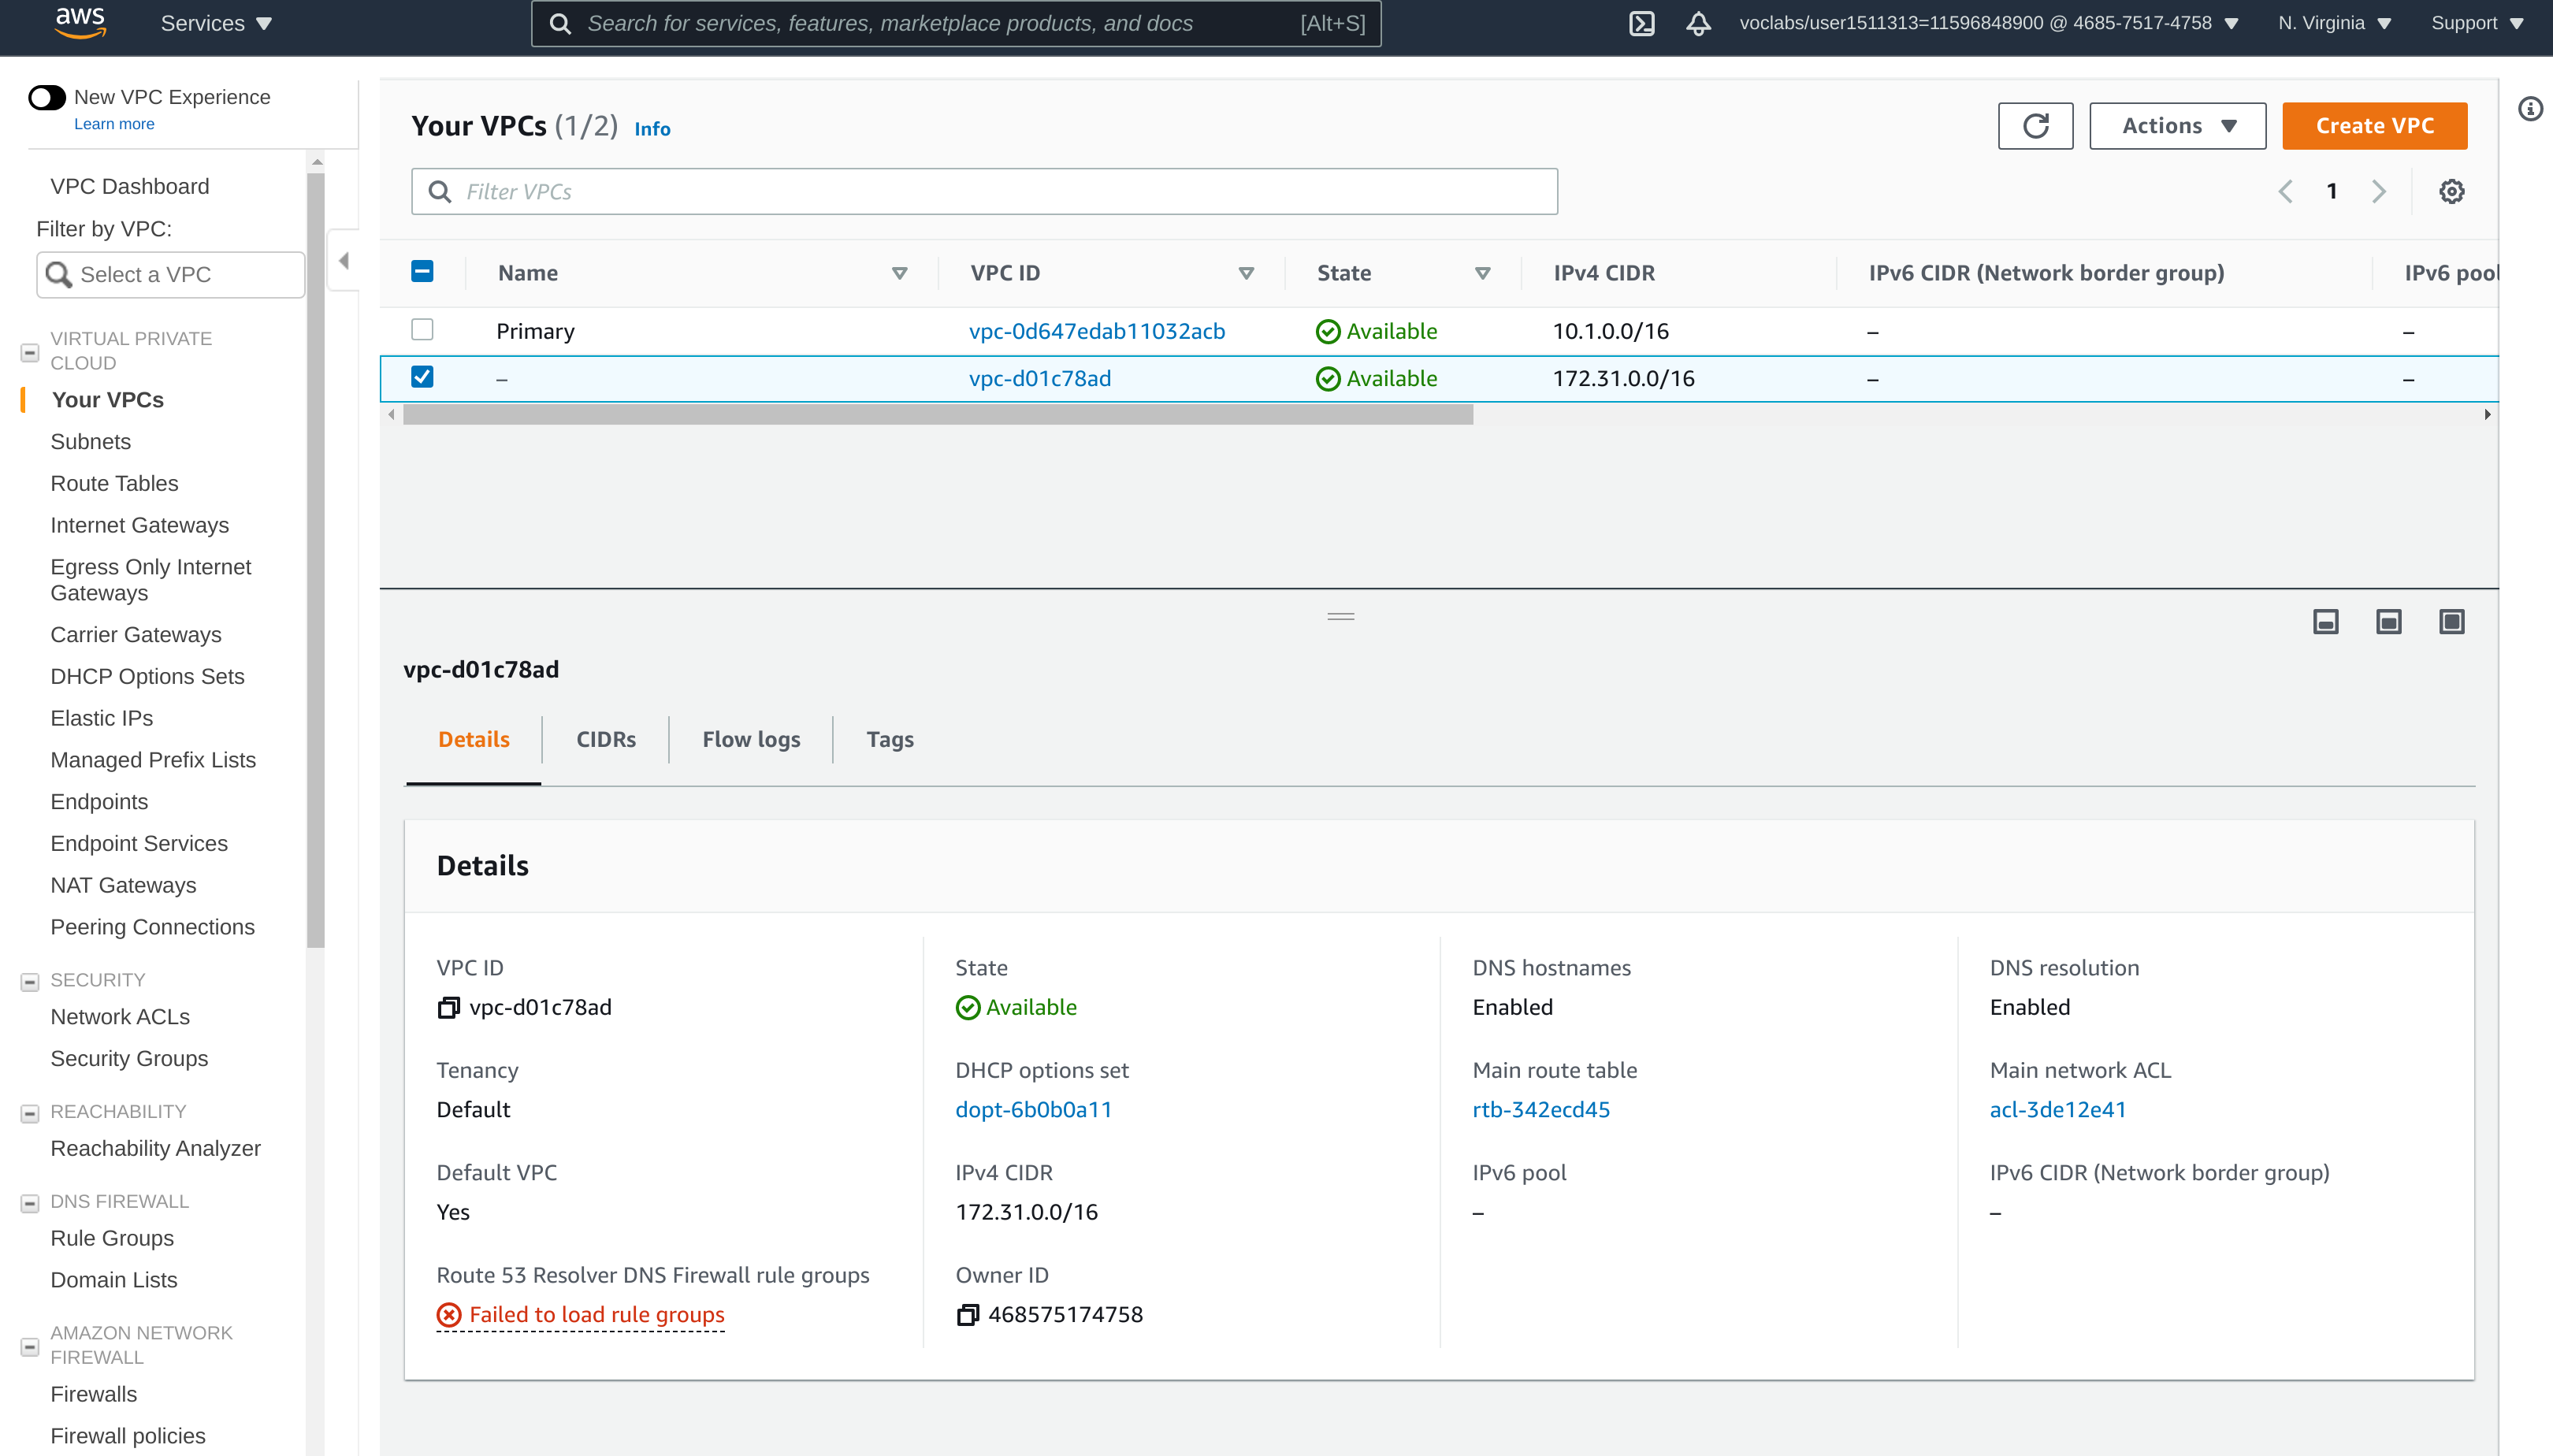 aws
Services
Search for services, features, marketplace products, and docs [Alt+S]
voclabs/user1511313=11596848900 @ 4685-7517-4758
N. Virginia
Support
New VPC Experience
Learn more
VPC Dashboard
Filter by VPC:
Select a VPC
VIRTUAL PRIVATE
CLOUD
Your VPCs
Subnets
Route Tables
Internet Gateways
Egress Only Internet
Gateways
Carrier Gateways
DHCP Options Sets
Elastic IPs
Managed Prefix Lists
Endpoints
Endpoint Services
NAT Gateways
Peering Connections
SECURITY
Network ACLs
Security Groups
REACHABILITY
Reachability Analyzer
DNS FIREWALL
Rule Groups
Domain Lists
AMAZON NETWORK
FIREWALL
Firewalls
Firewall policies
Your VPCs (1/2) Info
Actions
Create VPC
Filter VPCs
1
Name VPC ID State IPv4 CIDR IPv6 CIDR (Network border group) IPv6 pool
Primary vpc-0d647edab11032acb Available 10.1.0.0/16 – –
– vpc-d01c78ad Available 172.31.0.0/16 – –
vpc-d01c78ad
Details CIDRs Flow logs Tags
Details
VPC ID
vpc-d01c78ad
Tenancy
Default
Default VPC
Yes
Route 53 Resolver DNS Firewall rule groups
Failed to load rule groups
State
Available
DHCP options set
dopt-6b0b0a11
IPv4 CIDR
172.31.0.0/16
Owner ID
468575174758
DNS hostnames
Enabled
Main route table
rtb-342ecd45
IPv6 pool
–
DNS resolution
Enabled
Main network ACL
acl-3de12e41
IPv6 CIDR (Network border group)
–